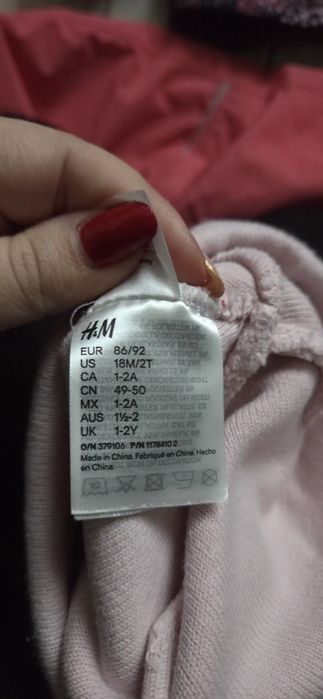 H&M
EUR 86/92
US 18M/2T
CA 1-2A
CN 49-50
MX 1-2A
AUS 1½-2
UK 1-2Y
O/N 379106 P/N 1178410 2
Made in China. Fabriqué en Chine. Hecho
en China.